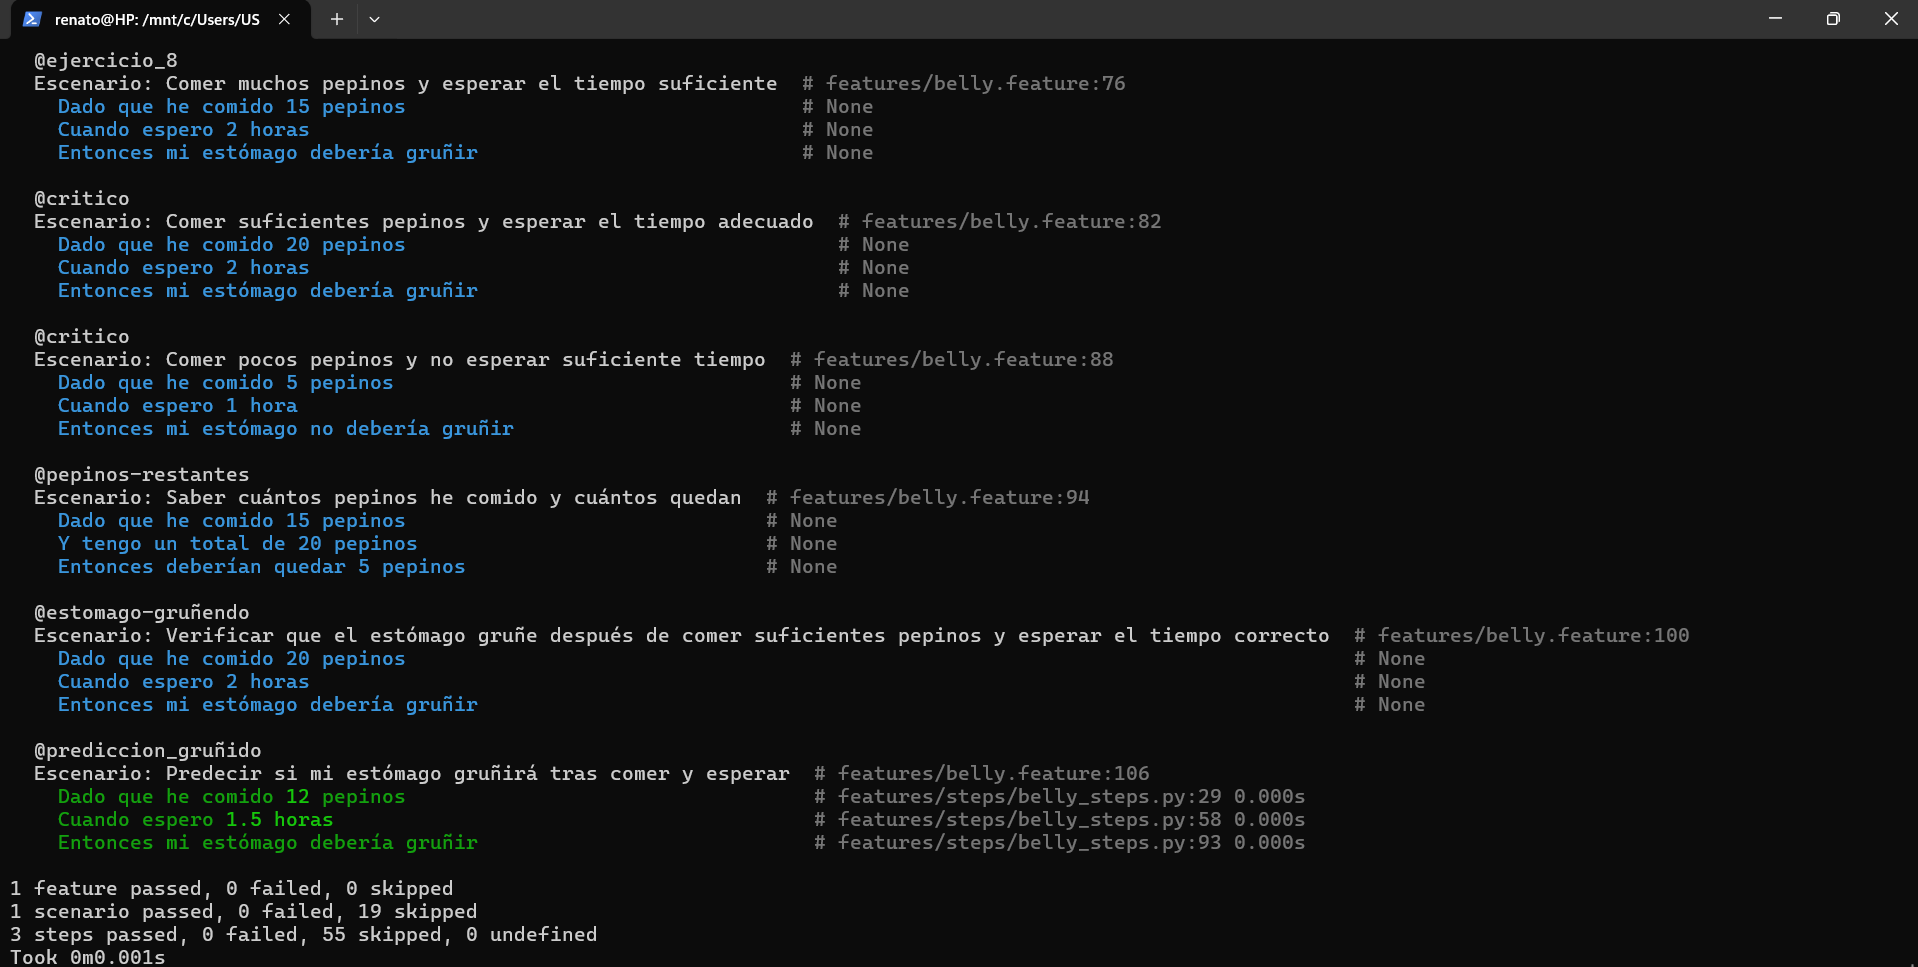 renato@HP: /mnt/c/Users/US
@ejercicio_8
Escenario: Comer muchos pepinos y esperar el tiempo suficiente  # features/belly.feature:76
Dado que he comido 15 pepinos  # None
Cuando espero 2 horas  # None
Entonces mi estómago debería gruñir  # None
@critico
Escenario: Comer suficientes pepinos y esperar el tiempo adecuado  # features/belly.feature:82
Dado que he comido 20 pepinos  # None
Cuando espero 2 horas  # None
Entonces mi estómago debería gruñir  # None
@critico
Escenario: Comer pocos pepinos y no esperar suficiente tiempo  # features/belly.feature:88
Dado que he comido 5 pepinos  # None
Cuando espero 1 hora  # None
Entonces mi estómago no debería gruñir  # None
@pepinos-restantes
Escenario: Saber cuántos pepinos he comido y cuántos quedan  # features/belly.feature:94
Dado que he comido 15 pepinos  # None
Y tengo un total de 20 pepinos  # None
Entonces deberían quedar 5 pepinos  # None
@estomago-gruñendo
Escenario: Verificar que el estómago gruñe después de comer suficientes pepinos y esperar el tiempo correcto  # features/belly.feature:100
Dado que he comido 20 pepinos  # None
Cuando espero 2 horas  # None
Entonces mi estómago debería gruñir  # None
@prediccion_gruñido
Escenario: Predecir si mi estómago gruñirá tras comer y esperar  # features/belly.feature:106
Dado que he comido 12 pepinos  # features/steps/belly_steps.py:29 0.000s
Cuando espero 1.5 horas  # features/steps/belly_steps.py:58 0.000s
Entonces mi estómago debería gruñir  # features/steps/belly_steps.py:93 0.000s
1 feature passed, 0 failed, 0 skipped
1 scenario passed, 0 failed, 19 skipped
3 steps passed, 0 failed, 55 skipped, 0 undefined
Took 0m0.001s